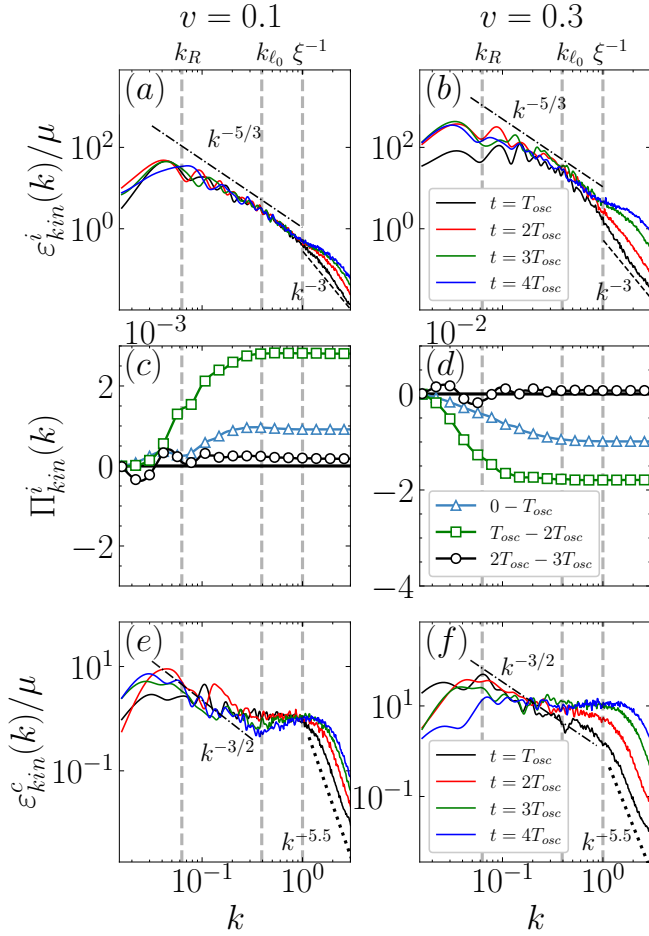 v = 0.1
v = 0.3
k_R k_{ℓ_0} ξ^{-1}
k_R k_{ℓ_0} ξ^{-1}
(a)
k^{-5/3}
k^{-3}
10^2
10^0
ε^i_{kin}(k)/μ
(b)
k^{-5/3}
k^{-3}
10^2
10^0
t = T_{osc}
t = 2T_{osc}
t = 3T_{osc}
t = 4T_{osc}
10^{-3}
(c)
2
0
−2
Π^i_{kin}(k)
10^{-2}
(d)
0
−2
−4
0 − T_{osc}
T_{osc} − 2T_{osc}
2T_{osc} − 3T_{osc}
(e)
k^{-3/2}
k^{-5.5}
10^1
10^{-1}
ε^c_{kin}(k)/μ
10^{-1} 10^0
k
(f)
k^{-3/2}
k^{-5.5}
10^1
10^{-1}
t = T_{osc}
t = 2T_{osc}
t = 3T_{osc}
t = 4T_{osc}
10^{-1} 10^0
k